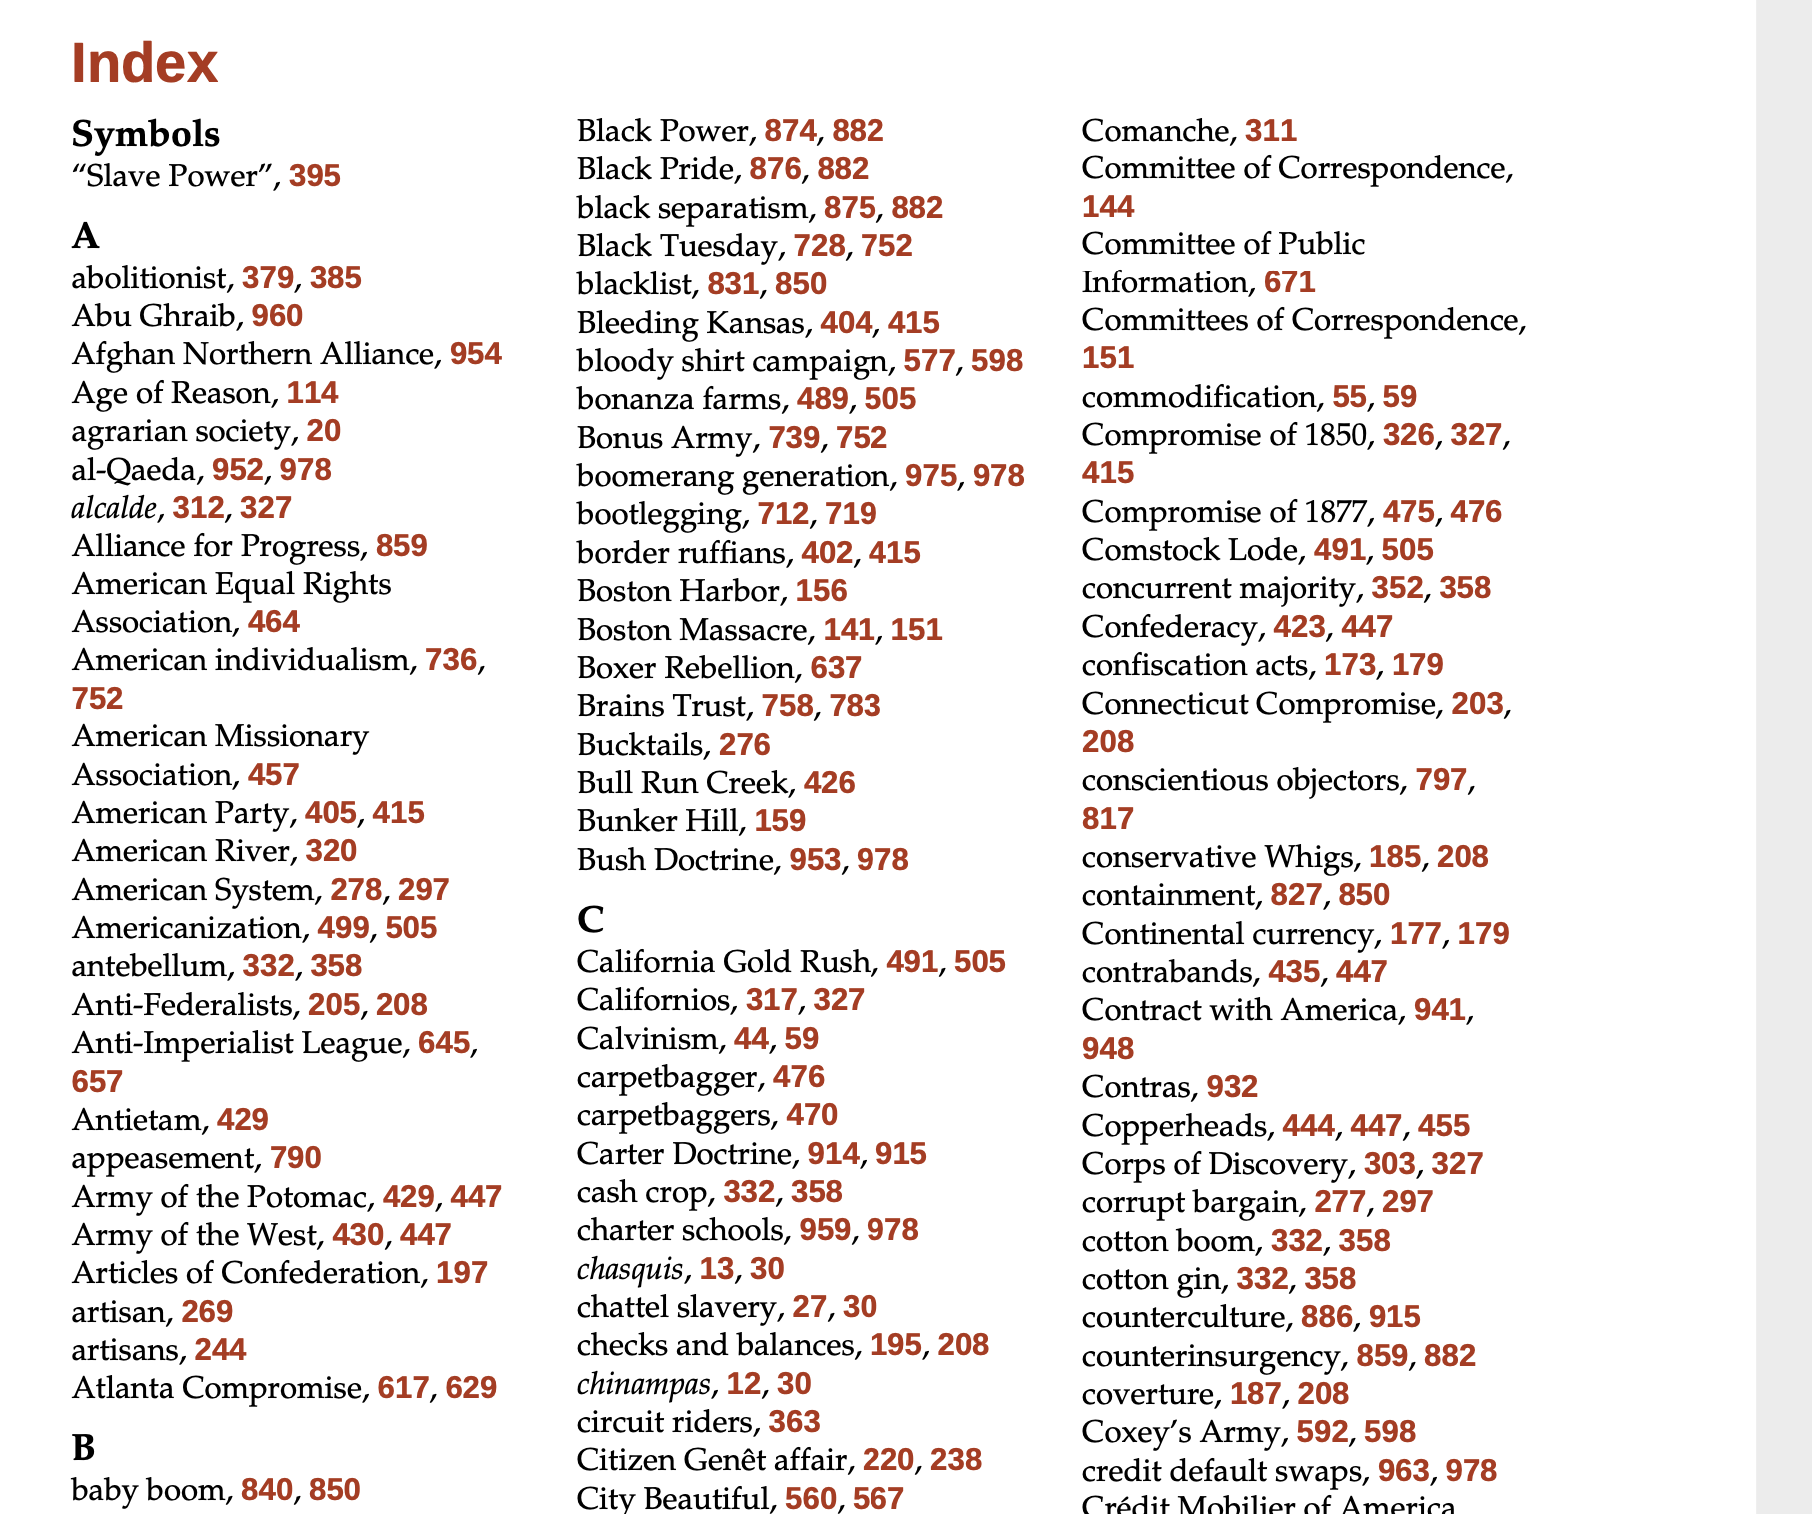 Index
Symbols
“Slave Power”, 395
A
abolitionist, 379, 385
Abu Ghraib, 960
Afghan Northern Alliance, 954
Age of Reason, 114
agrarian society, 20
al-Qaeda, 952, 978
alcalde, 312, 327
Alliance for Progress, 859
American Equal Rights
Association, 464
American individualism, 736,
752
American Missionary
Association, 457
American Party, 405, 415
American River, 320
American System, 278, 297
Americanization, 499, 505
antebellum, 332, 358
Anti-Federalists, 205, 208
Anti-Imperialist League, 645,
657
Antietam, 429
appeasement, 790
Army of the Potomac, 429, 447
Army of the West, 430, 447
Articles of Confederation, 197
artisan, 269
artisans, 244
Atlanta Compromise, 617, 629
B
baby boom, 840, 850
Black Power, 874, 882
Black Pride, 876, 882
black separatism, 875, 882
Black Tuesday, 728, 752
blacklist, 831, 850
Bleeding Kansas, 404, 415
bloody shirt campaign, 577, 598
bonanza farms, 489, 505
Bonus Army, 739, 752
boomerang generation, 975, 978
bootlegging, 712, 719
border ruffians, 402, 415
Boston Harbor, 156
Boston Massacre, 141, 151
Boxer Rebellion, 637
Brains Trust, 758, 783
Bucktails, 276
Bull Run Creek, 426
Bunker Hill, 159
Bush Doctrine, 953, 978
C
California Gold Rush, 491, 505
Californios, 317, 327
Calvinism, 44, 59
carpetbagger, 476
carpetbaggers, 470
Carter Doctrine, 914, 915
cash crop, 332, 358
charter schools, 959, 978
chasquis, 13, 30
chattel slavery, 27, 30
checks and balances, 195, 208
chinampas, 12, 30
circuit riders, 363
Citizen Genêt affair, 220, 238
City Beautiful, 560, 567
Comanche, 311
Committee of Correspondence,
144
Committee of Public
Information, 671
Committees of Correspondence,
151
commodification, 55, 59
Compromise of 1850, 326, 327,
415
Compromise of 1877, 475, 476
Comstock Lode, 491, 505
concurrent majority, 352, 358
Confederacy, 423, 447
confiscation acts, 173, 179
Connecticut Compromise, 203,
208
conscientious objectors, 797,
817
conservative Whigs, 185, 208
containment, 827, 850
Continental currency, 177, 179
contrabands, 435, 447
Contract with America, 941,
948
Contras, 932
Copperheads, 444, 447, 455
Corps of Discovery, 303, 327
corrupt bargain, 277, 297
cotton boom, 332, 358
cotton gin, 332, 358
counterculture, 886, 915
counterinsurgency, 859, 882
coverture, 187, 208
Coxey’s Army, 592, 598
credit default swaps, 963, 978
Crédit Mobilier of America